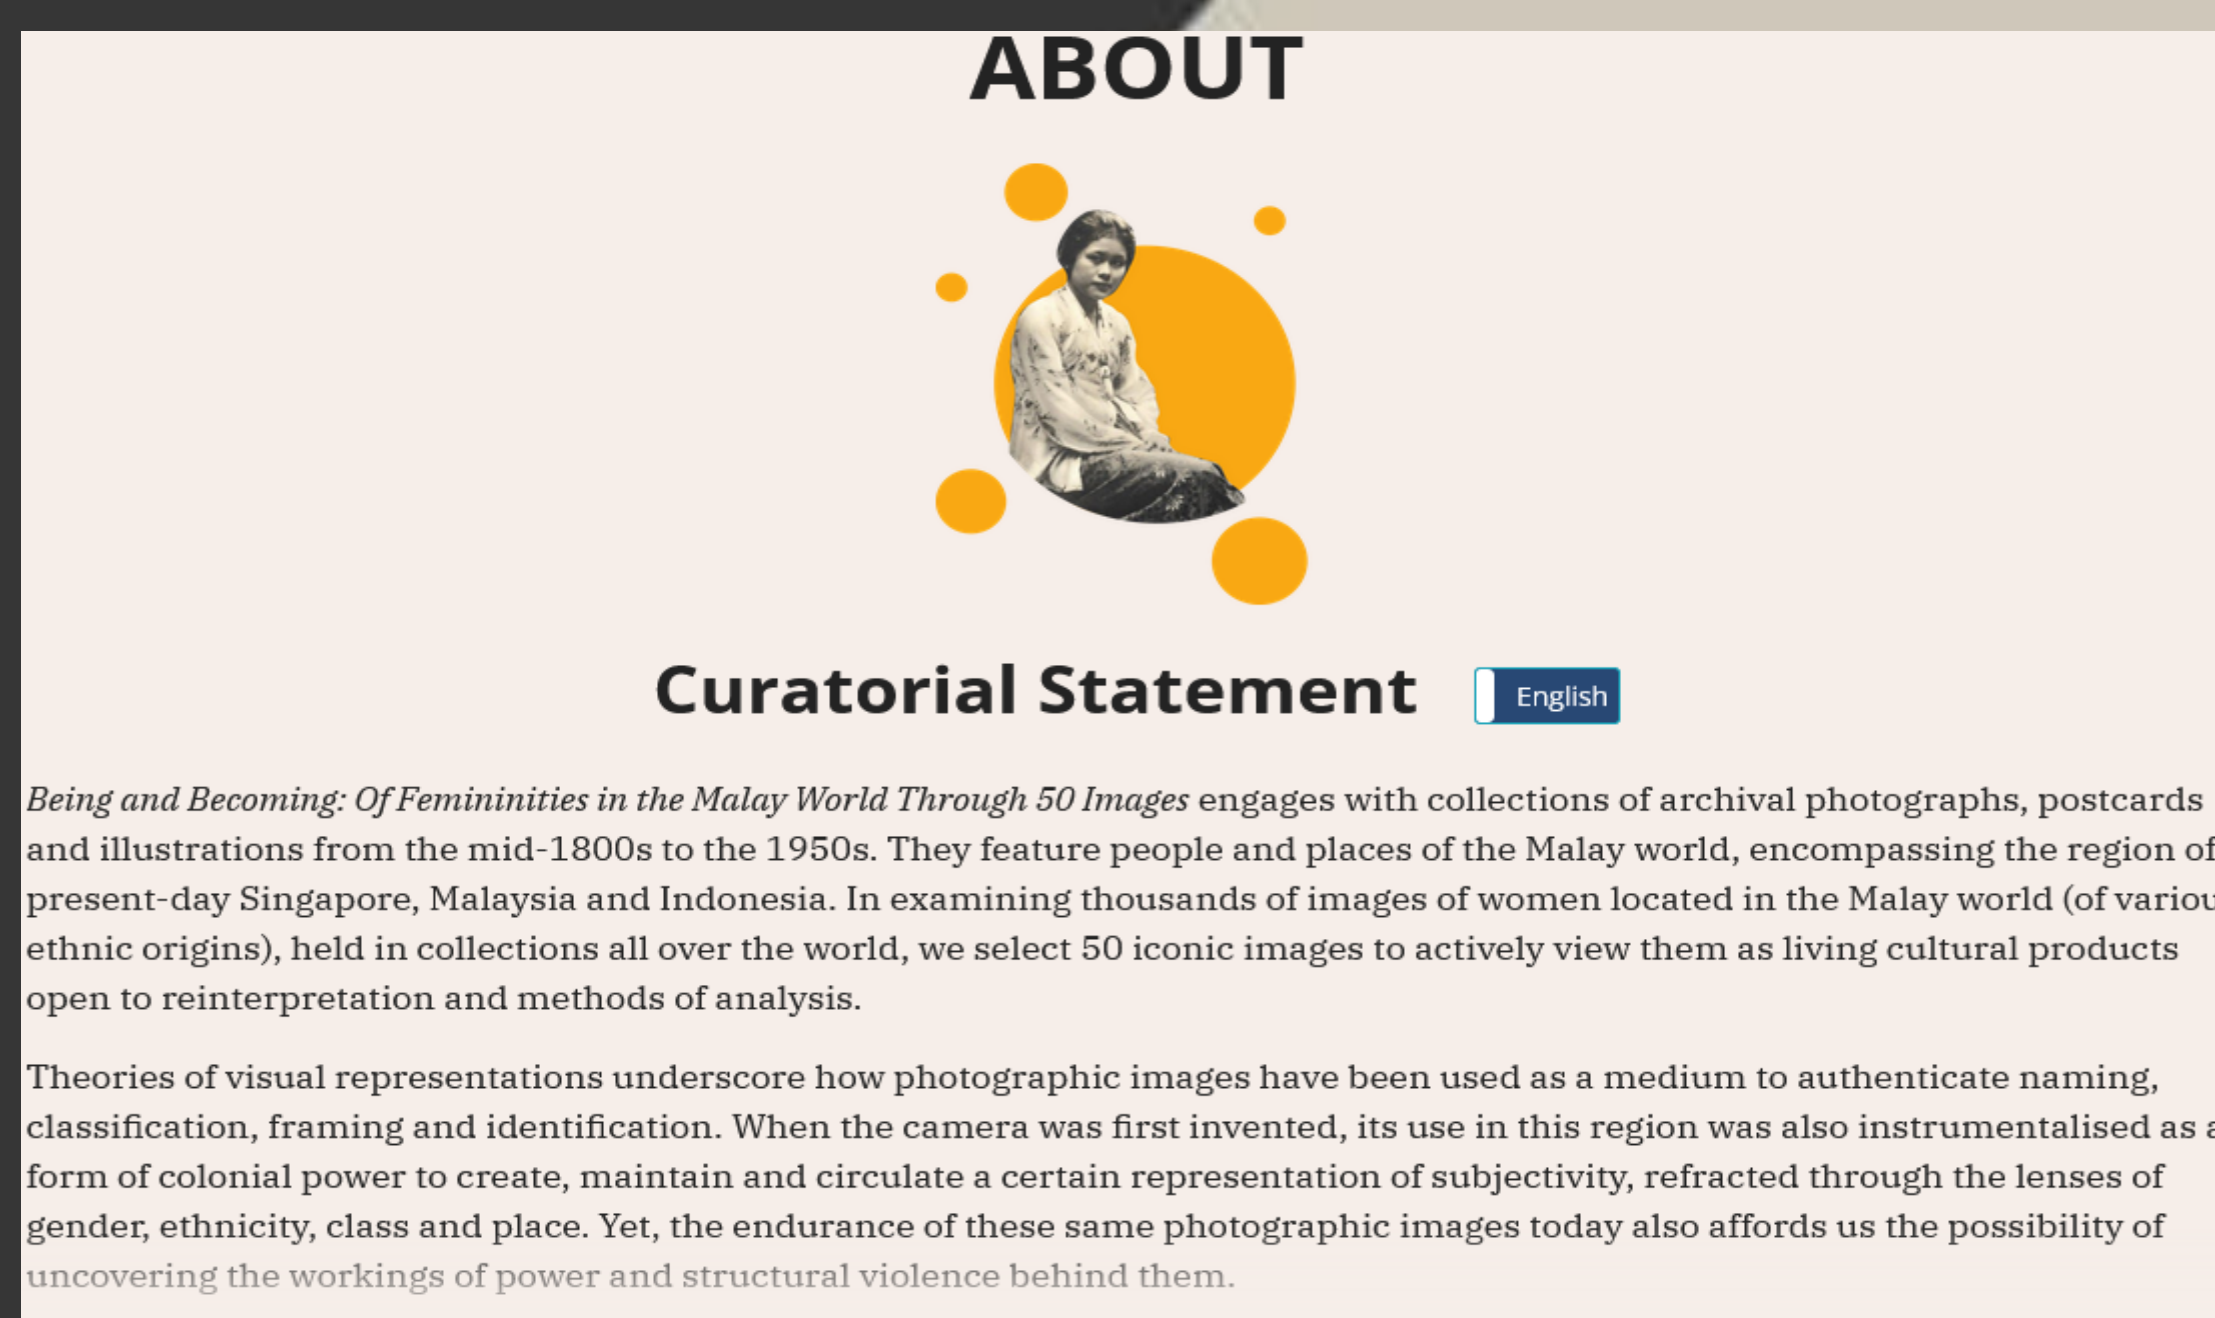 ABOUT
Curatorial Statement
English
Being and Becoming: Of Femininities in the Malay World Through 50 Images engages with collections of archival photographs, postcards
and illustrations from the mid-1800s to the 1950s. They feature people and places of the Malay world, encompassing the region of
present-day Singapore, Malaysia and Indonesia. In examining thousands of images of women located in the Malay world (of variou
ethnic origins), held in collections all over the world, we select 50 iconic images to actively view them as living cultural products
open to reinterpretation and methods of analysis.
Theories of visual representations underscore how photographic images have been used as a medium to authenticate naming,
classification, framing and identification. When the camera was first invented, its use in this region was also instrumentalised as a
form of colonial power to create, maintain and circulate a certain representation of subjectivity, refracted through the lenses of
gender, ethnicity, class and place. Yet, the endurance of these same photographic images today also affords us the possibility of
uncovering the workings of power and structural violence behind them.